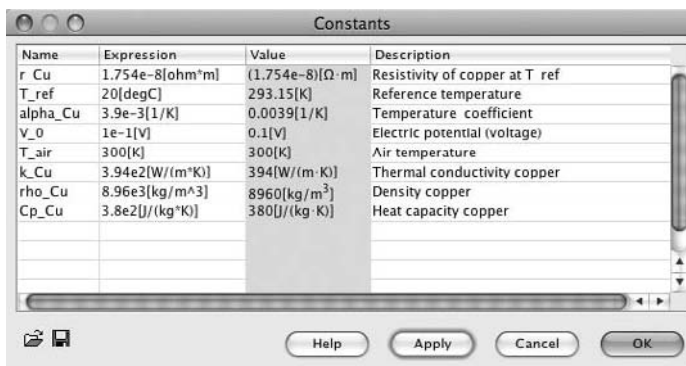 Constants
Name Expression Value Description
r_Cu 1.754e-8[ohm*m] (1.754e-8)[Ω·m] Resistivity of copper at T_ref
T_ref 20[degC] 293.15[K] Reference temperature
alpha_Cu 3.9e-3[1/K] 0.0039[1/K] Temperature coefficient
V_0 1e-1[V] 0.1[V] Electric potential (voltage)
T_air 300[K] 300[K] Air temperature
k_Cu 3.94e2[W/(m*K)] 394[W/(m·K)] Thermal conductivity copper
rho_Cu 8.96e3[kg/m^3] 8960[kg/m³] Density copper
Cp_Cu 3.8e2[J/(kg*K)] 380[J/(kg·K)] Heat capacity copper
Help Apply Cancel OK